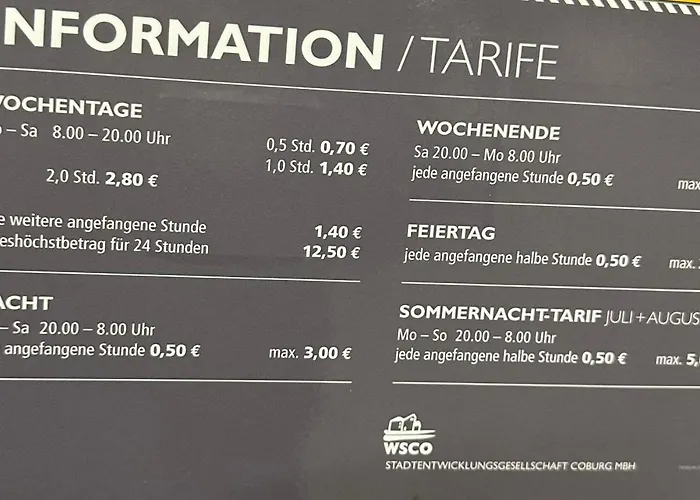 NFORMATION / TARIFE
WOCHENTAGE
– Sa 8.00 – 20.00 Uhr
0,5 Std. 0,70 €
1,0 Std. 1,40 €
2,0 Std. 2,80 €
e weitere angefangene Stunde 1,40 €
eshöchstbetrag für 24 Stunden 12,50 €
ACHT
– Sa 20.00 – 8.00 Uhr
angefangene Stunde 0,50 € max. 3,00 €
WOCHENENDE
Sa 20.00 – Mo 8.00 Uhr
jede angefangene Stunde 0,50 € max
FEIERTAG
jede angefangene halbe Stunde 0,50 € max.
SOMMERNACHT-TARIF JULI + AUGUS
Mo – So 20.00 – 8.00 Uhr
jede angefangene halbe Stunde 0,50 € max. 5,
WSCO
STADTENTWICKLUNGSGESELLSCHAFT COBURG MBH